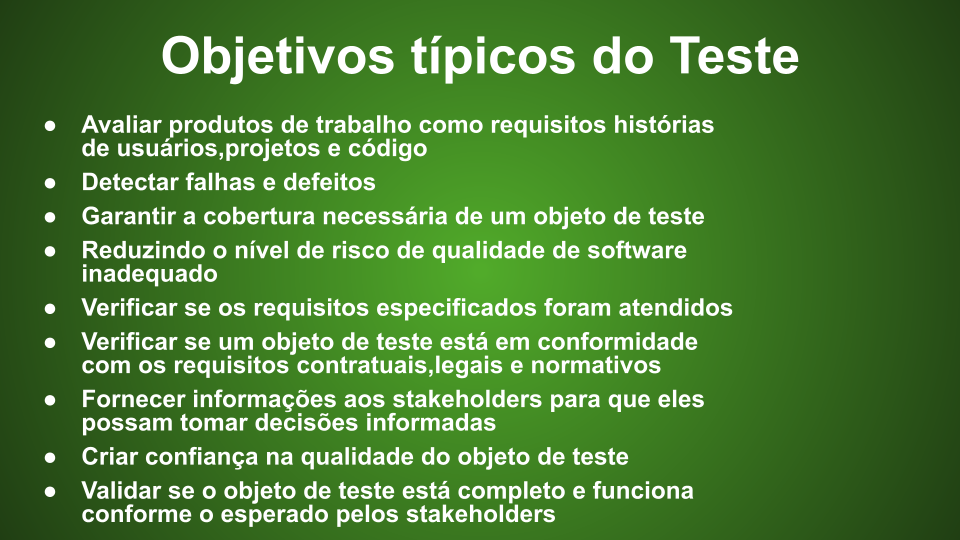 Objetivos típicos do Teste
● Avaliar produtos de trabalho como requisitos histórias
de usuários,projetos e código
● Detectar falhas e defeitos
● Garantir a cobertura necessária de um objeto de teste
● Reduzindo o nível de risco de qualidade de software
inadequado
● Verificar se os requisitos especificados foram atendidos
● Verificar se um objeto de teste está em conformidade
com os requisitos contratuais,legais e normativos
● Fornecer informações aos stakeholders para que eles
possam tomar decisões informadas
● Criar confiança na qualidade do objeto de teste
● Validar se o objeto de teste está completo e funciona
conforme o esperado pelos stakeholders